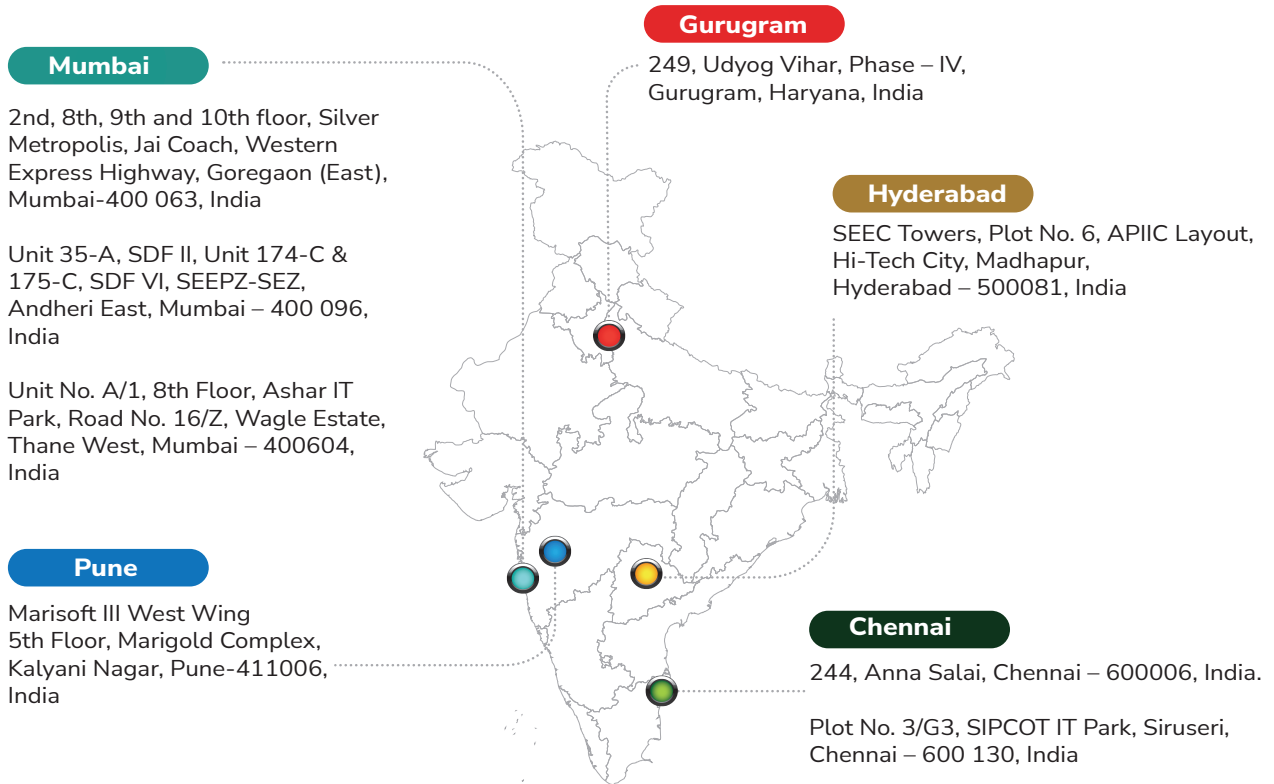 Mumbai
2nd, 8th, 9th and 10th floor, Silver
Metropolis, Jai Coach, Western
Express Highway, Goregaon (East),
Mumbai-400 063, India
Unit 35-A, SDF II, Unit 174-C &
175-C, SDF VI, SEEPZ-SEZ,
Andheri East, Mumbai – 400 096,
India
Unit No. A/1, 8th Floor, Ashar IT
Park, Road No. 16/Z, Wagle Estate,
Thane West, Mumbai – 400604,
India
Pune
Marisoft III West Wing
5th Floor, Marigold Complex,
Kalyani Nagar, Pune-411006,
India
Gurugram
249, Udyog Vihar, Phase – IV,
Gurugram, Haryana, India
Hyderabad
SEEC Towers, Plot No. 6, APIIC Layout,
Hi-Tech City, Madhapur,
Hyderabad – 500081, India
Chennai
244, Anna Salai, Chennai – 600006, India.
Plot No. 3/G3, SIPCOT IT Park, Siruseri,
Chennai – 600 130, India